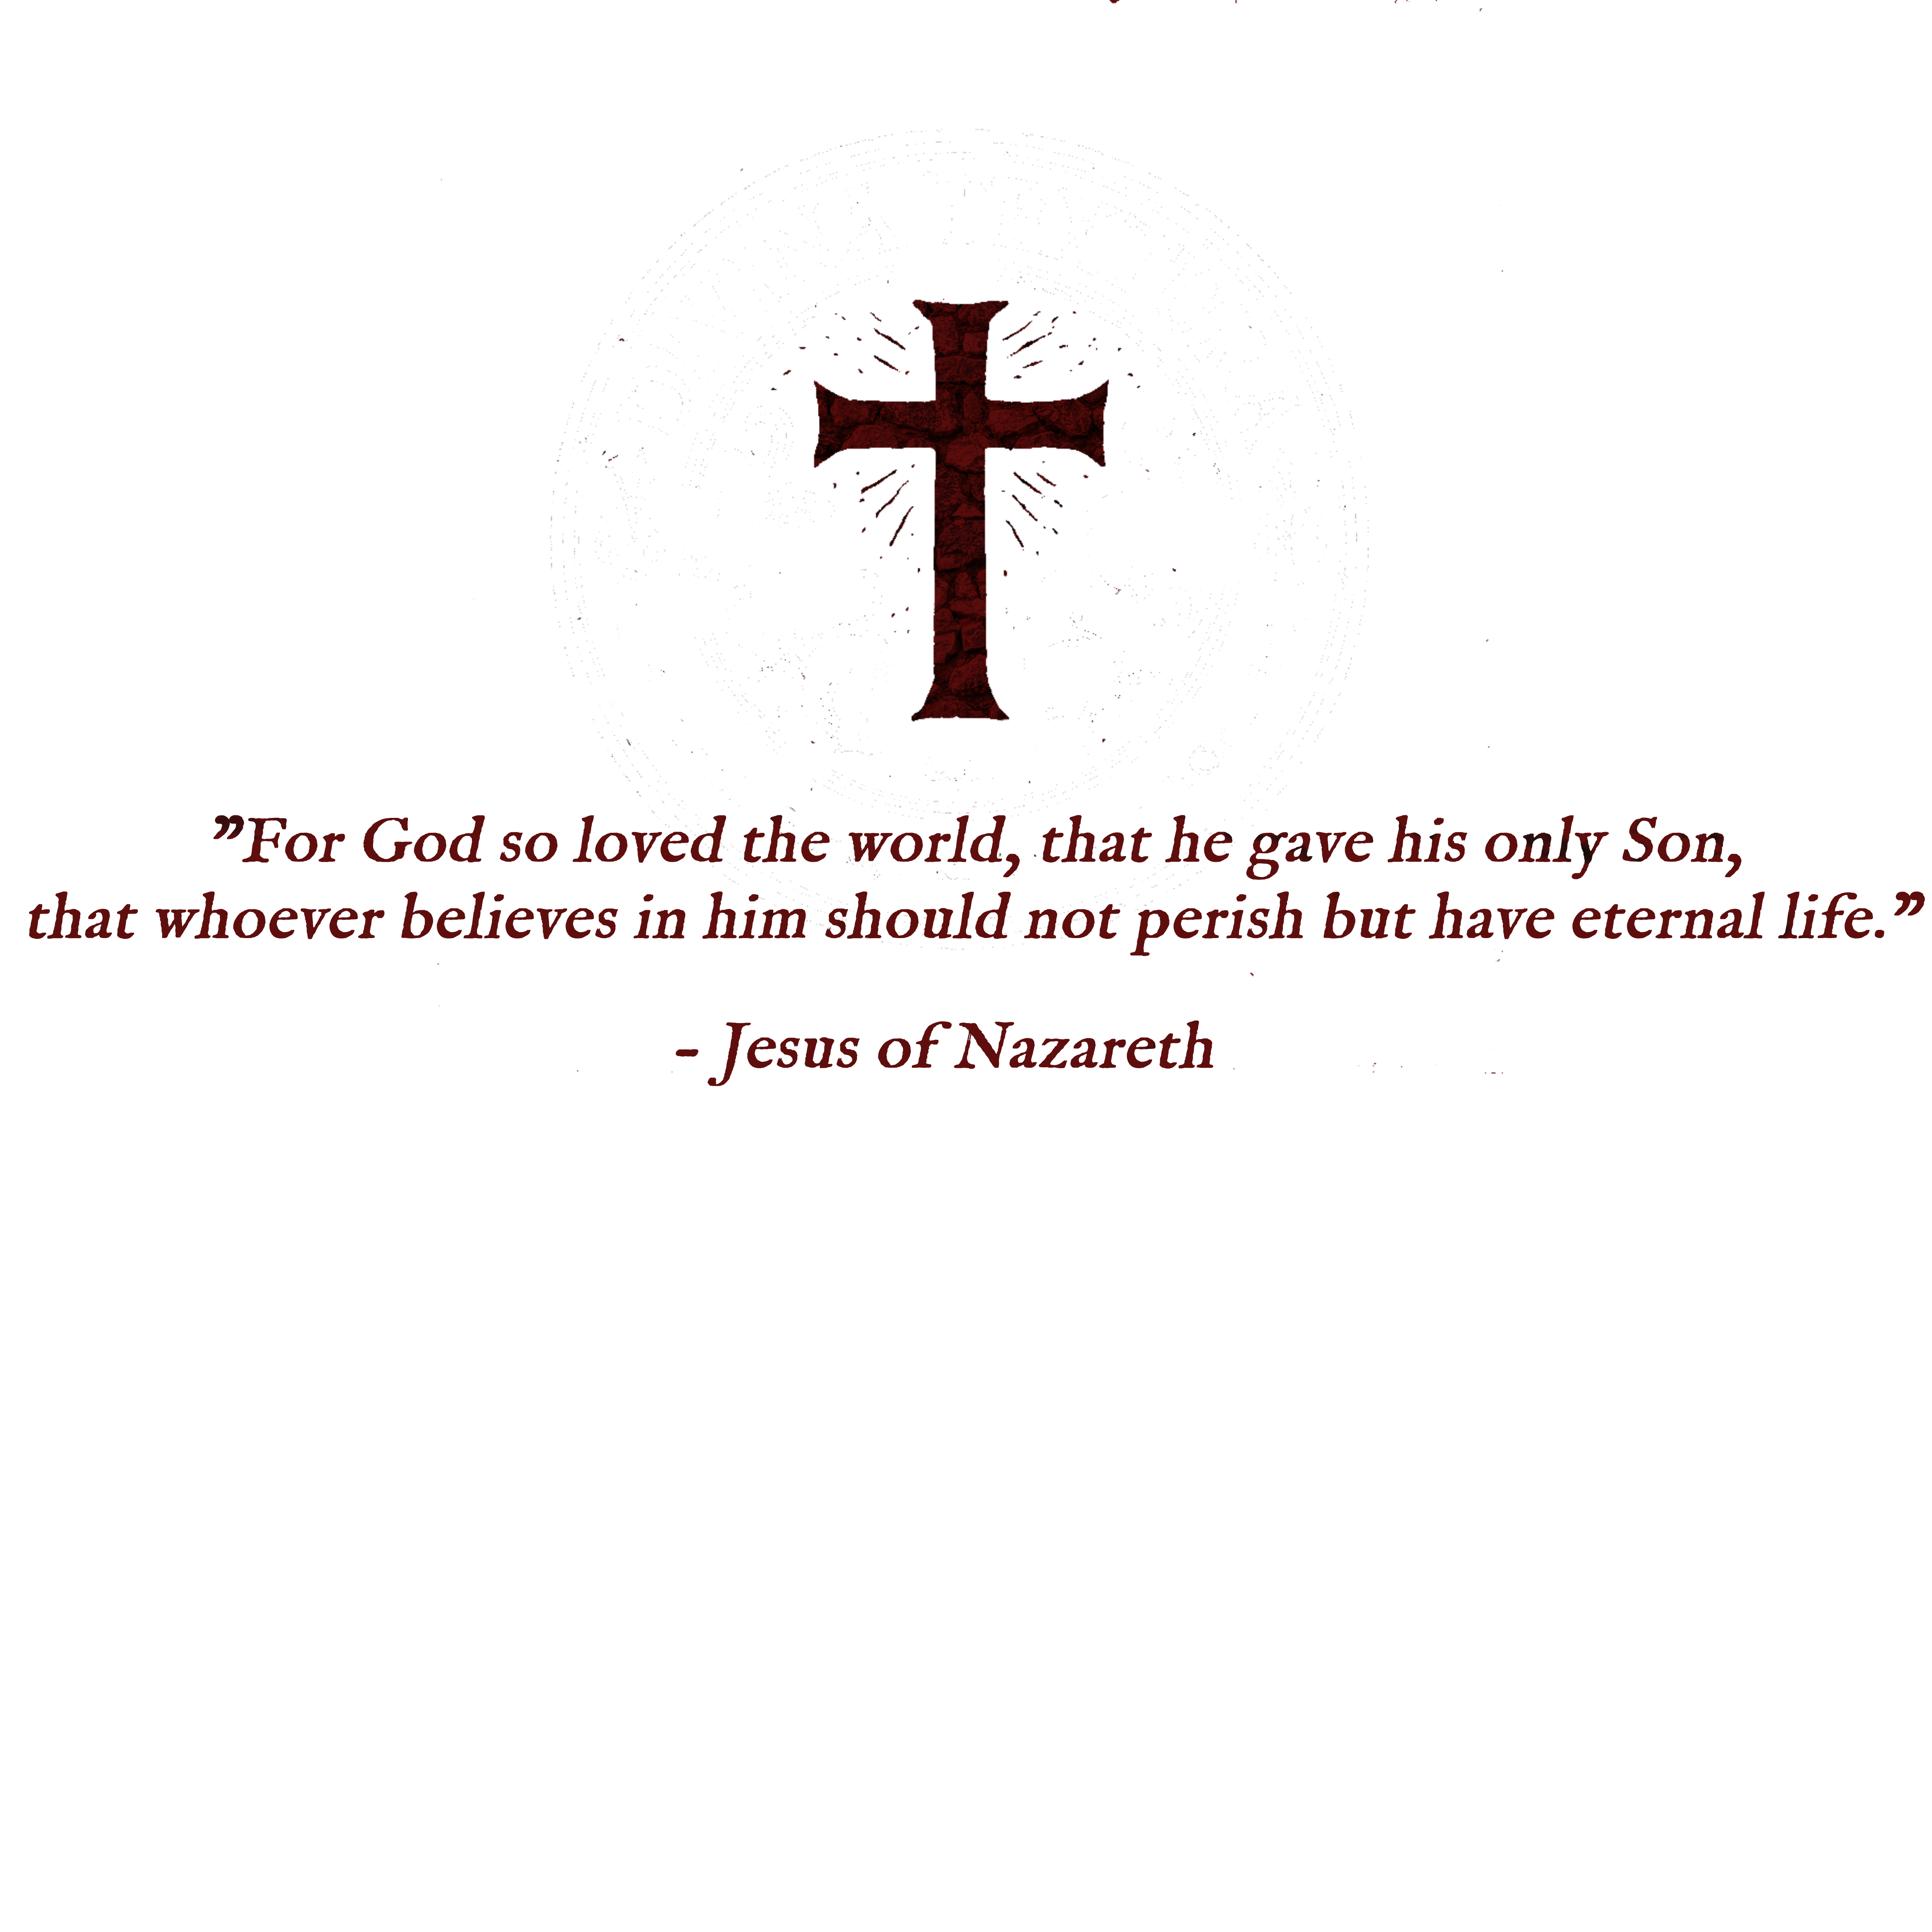 ”For God so loved the world, that he gave his only Son,
that whoever believes in him should not perish but have eternal life.”
- Jesus of Nazareth